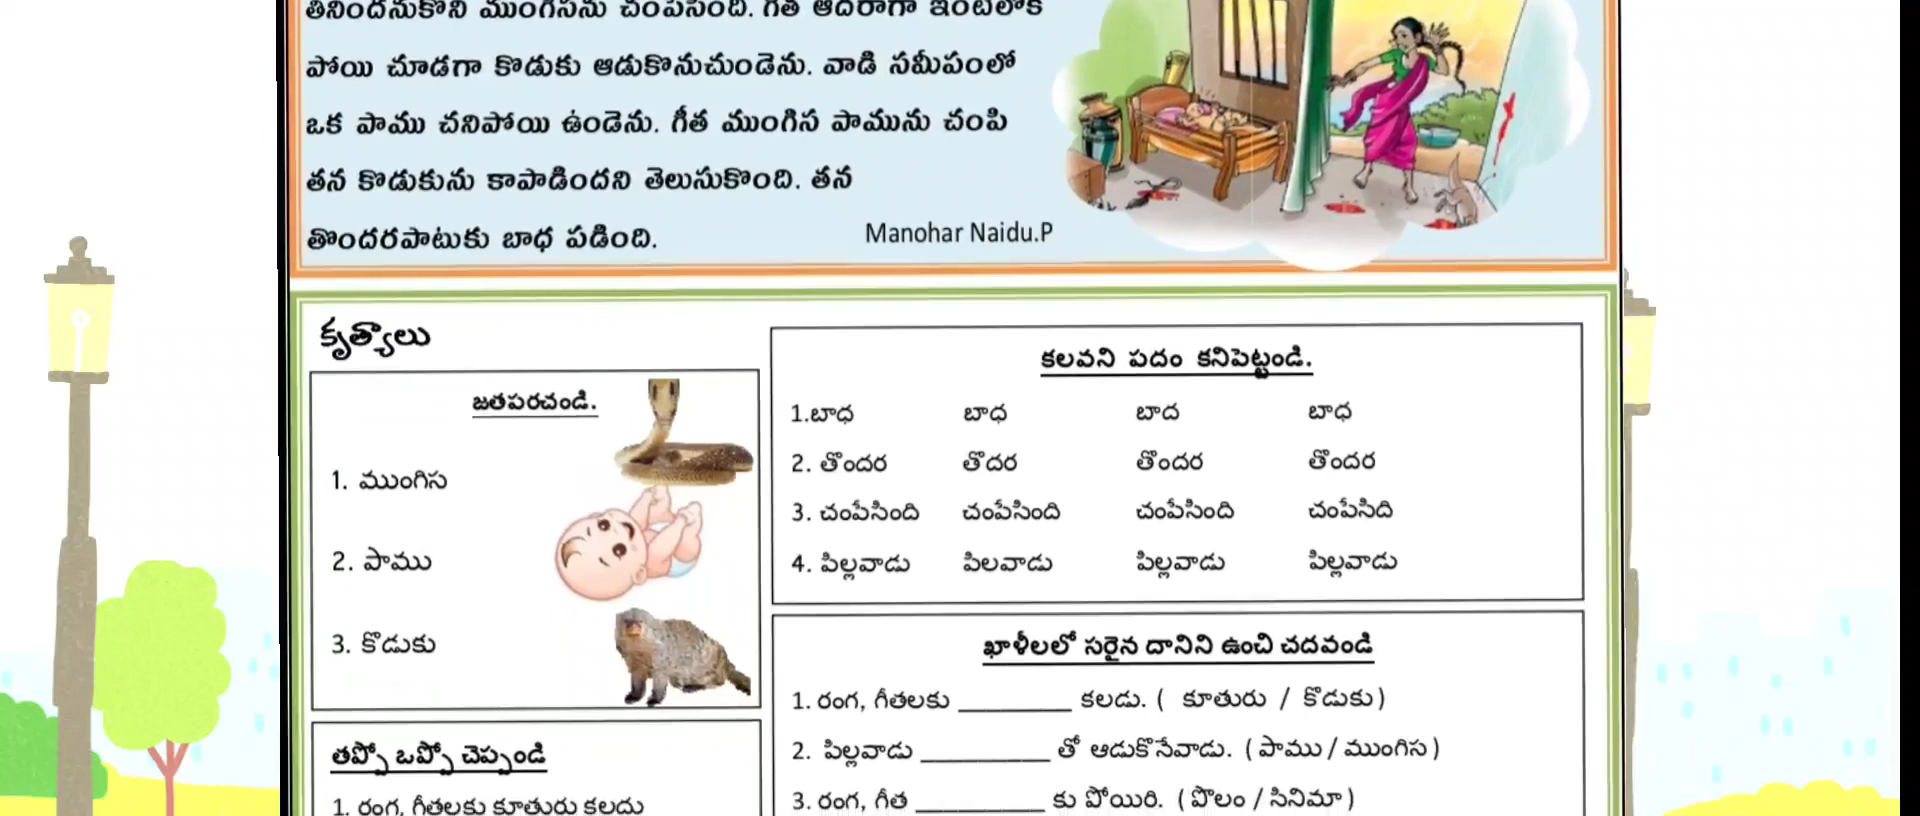 తినిందనుకొని ముంగిసను చంపేసింది. గీత ఆదరాగా ఇంటిలోకి
పోయి చూడగా కొడుకు ఆడుకొనుచుండెను. వాడి సమీపంలో
ఒక పాము చనిపోయి ఉండెను. గీత ముంగిస పామును చంపి
తన కొడుకును కాపాడిందని తెలుసుకొంది. తన
తొందరపాటుకు బాధ పడింది.
Manohar Naidu.P
కృత్యాలు
జతపరచండి.
1. ముంగిస
2. పాము
3. కొడుకు
తప్పో ఒప్పో చెప్పండి
1. రంగ, గీతలకు కూతురు కలదు
కలవని పదం కనిపెట్టండి.
1.బాధ బాధ బాద బాధ
2. తొందర తొదర తొందర తొందర
3. చంపేసింది చంపేసింది చంపేసింది చంపేసిది
4. పిల్లవాడు పిలవాడు పిల్లవాడు పిల్లవాడు
ఖాళీలలో సరైన దానిని ఉంచి చదవండి
1. రంగ, గీతలకు ________ కలడు. ( కూతురు / కొడుకు )
2. పిల్లవాడు _________ తో ఆడుకొనేవాడు. ( పాము / ముంగిస )
3. రంగ, గీత _________ కు పోయిరి. ( పొలం / సినిమా )